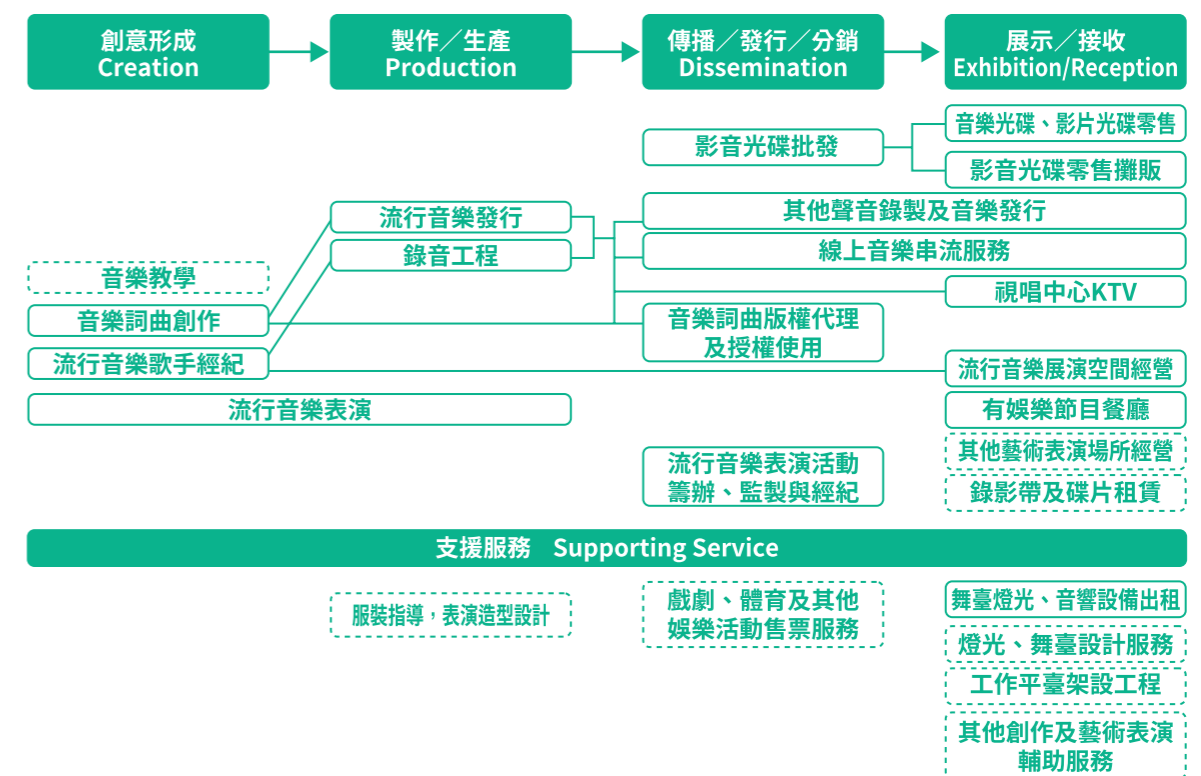 創意形成
Creation
製作／生產
Production
傳播／發行／分銷
Dissemination
展示／接收
Exhibition/Reception
影音光碟批發
音樂光碟、影片光碟零售
影音光碟零售攤販
流行音樂發行
其他聲音錄製及音樂發行
錄音工程
線上音樂串流服務
音樂教學
視唱中心KTV
音樂詞曲創作
音樂詞曲版權代理
及授權使用
流行音樂歌手經紀
流行音樂展演空間經營
流行音樂表演
有娛樂節目餐廳
流行音樂表演活動
籌辦、監製與經紀
其他藝術表演場所經營
錄影帶及碟片租賃
支援服務　Supporting Service
服裝指導，表演造型設計
戲劇、體育及其他
娛樂活動售票服務
舞臺燈光、音響設備出租
燈光、舞臺設計服務
工作平臺架設工程
其他創作及藝術表演
輔助服務